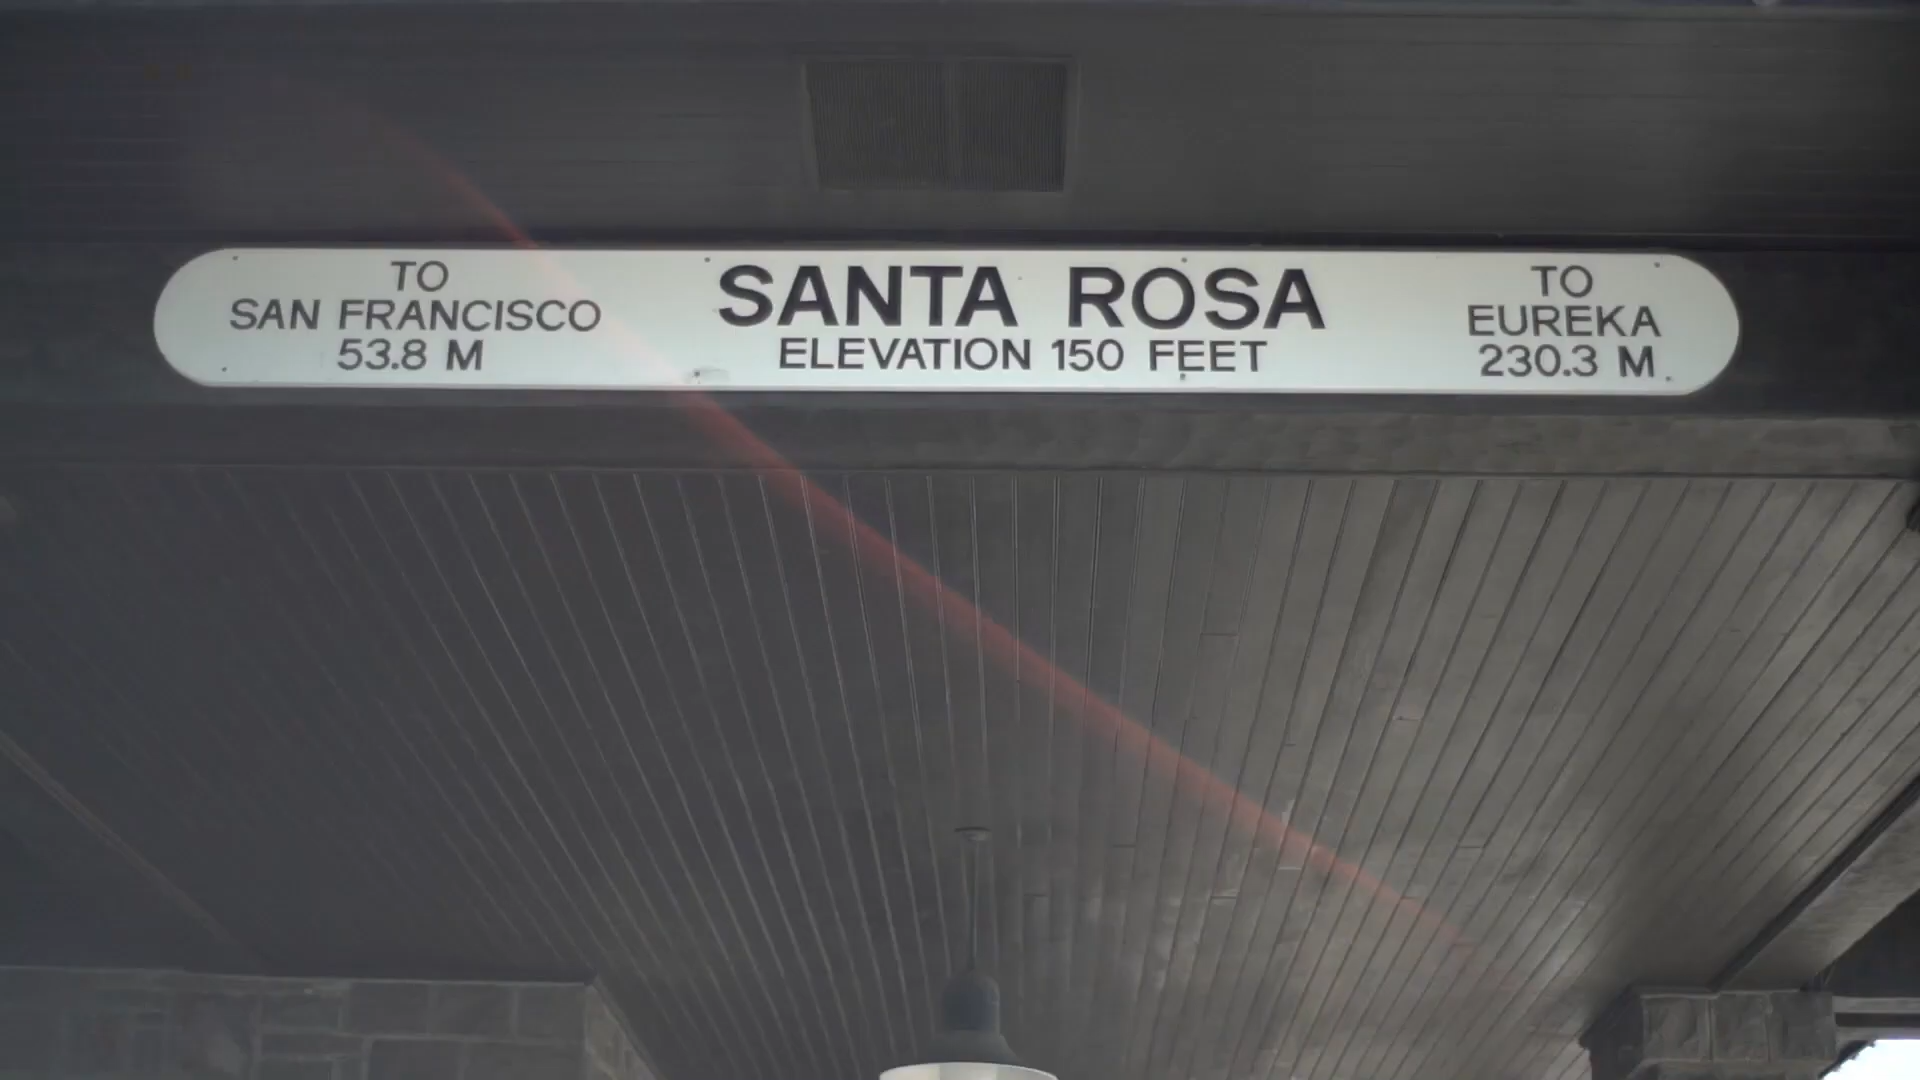 TO
SAN FRANCISCO
53.8 M
SANTA ROSA
ELEVATION 150 FEET
TO
EUREKA
230.3 M